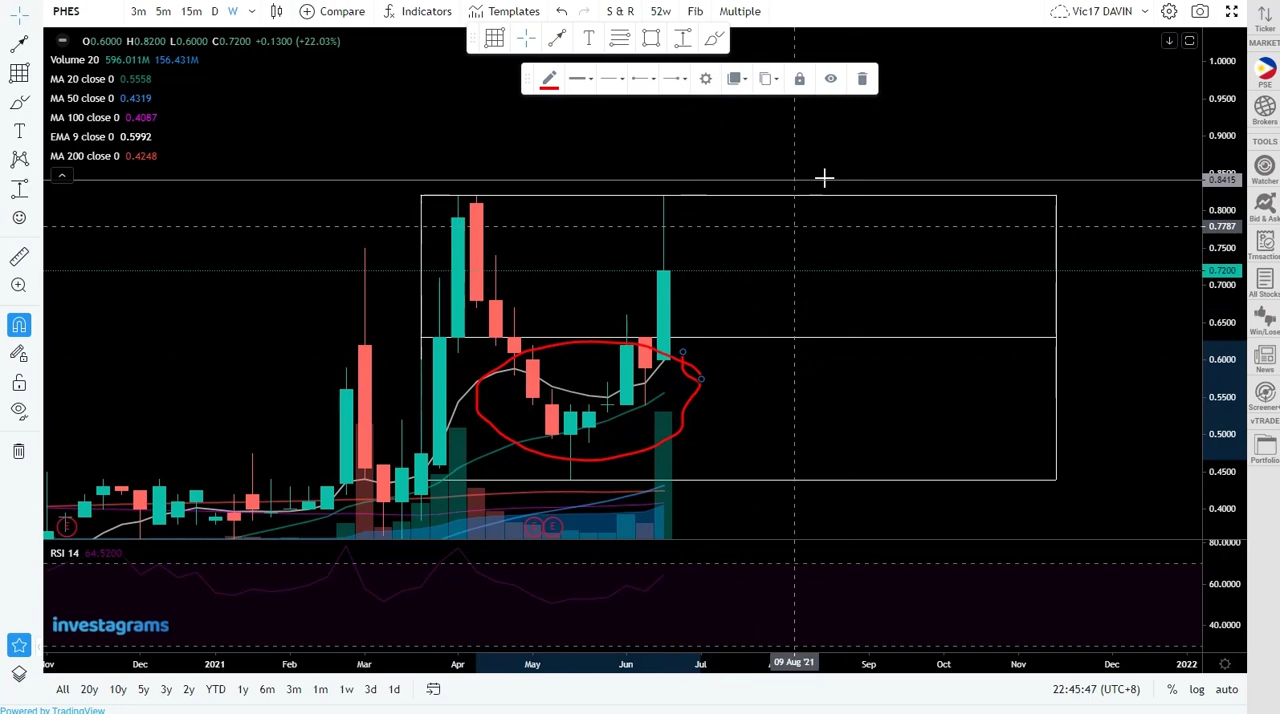 PHES 3m 5m 15m D W Compare Indicators Templates S & R 52w Fib Multiple Vic17 DAVIN
Ticker
O0.6000 H0.8200 L0.6000 C0.7200 +0.1300 (+22.03%)
MARKET
Volume 20 596.011M 156.431M
MA 20 close 0 0.5558
PSE
MA 50 close 0 0.4319
MA 100 close 0 0.4087
Brokers
EMA 9 close 0 0.5992
TOOLS
MA 200 close 0 0.4248
Watcher
Bid & Ask
Trnsactio
All Stocks
Win/Lose
News
Screener
vTRADE
Portfolio
1.0000
0.9500
0.9000
0.8415
0.8000
0.7787
0.7500
0.7200
0.7000
0.6500
0.6000
0.5500
0.5000
0.4500
0.4000
E E
RSI 14 64.5200
80.0000
60.0000
40.0000
investagrams
Nov Dec 2021 Feb Mar Apr May Jun Jul 09 Aug '21 Sep Oct Nov Dec 2022
All 20y 10y 5y 3y 2y YTD 1y 6m 3m 1m 1w 3d 1d 22:45:47 (UTC+8) % log auto
Powered by TradingView